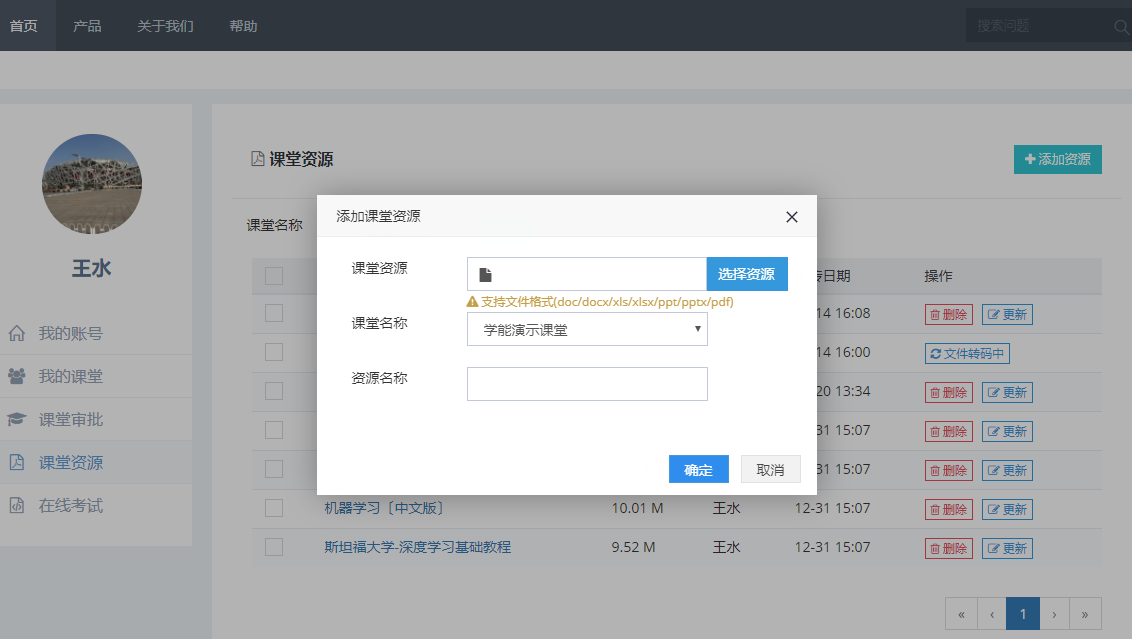 首页 产品 关于我们 帮助 搜索问题
课堂资源 添加资源
王水
我的账号
我的课堂
课堂审批
课堂资源
在线考试
课堂名称
添加课堂资源
课堂资源 选择资源
支持文件格式(doc/docx/xls/xlsx/ppt/pptx/pdf)
课堂名称 学能演示课堂
资源名称
确定 取消
日期 操作
14 16:08 删除 更新
14 16:00 文件转码中
20 13:34 删除 更新
31 15:07 删除 更新
31 15:07 删除 更新
机器学习〔中文版〕 10.01 M 王水 12-31 15:07 删除 更新
斯坦福大学-深度学习基础教程 9.52 M 王水 12-31 15:07 删除 更新
« ‹ 1 › »